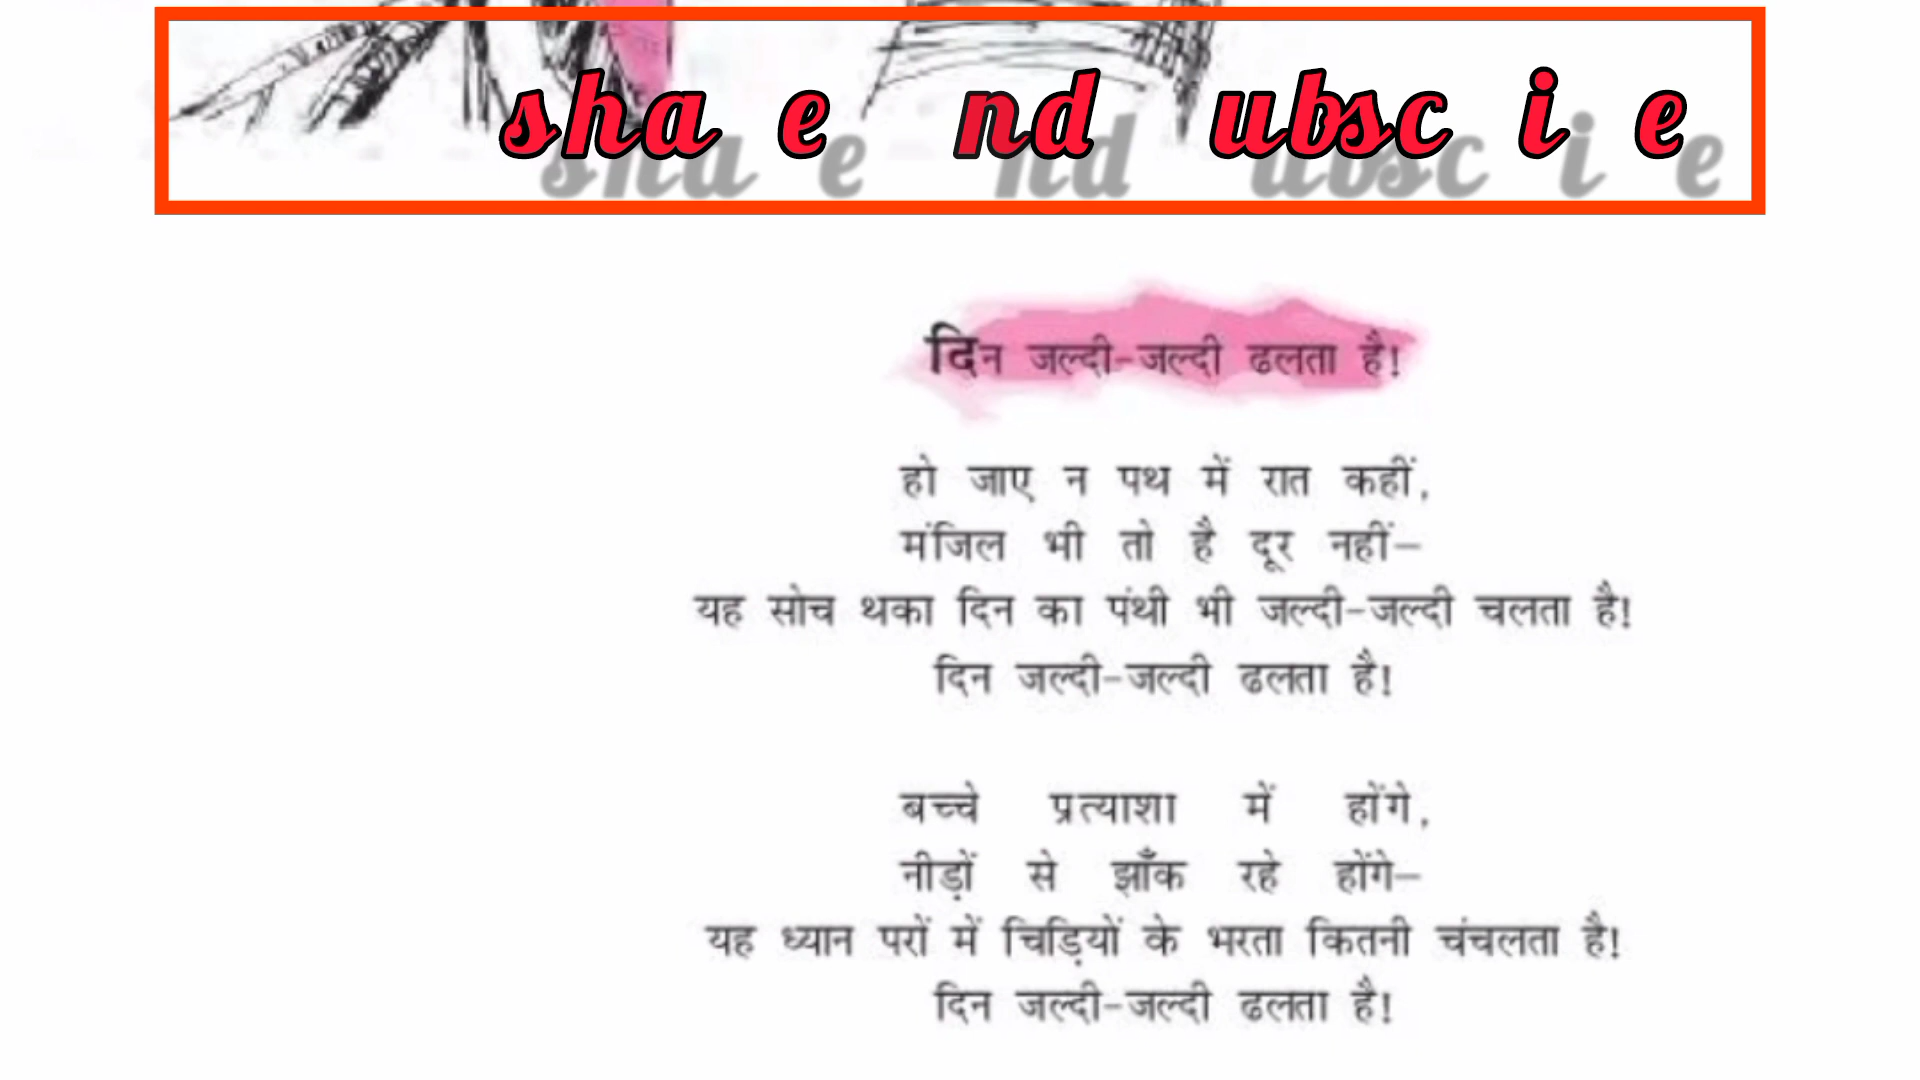 sha e nd ubsc i e
दिन जल्दी-जल्दी ढलता है!
हो जाए न पथ में रात कहीं,
मंजिल भी तो है दूर नहीं–
यह सोच थका दिन का पंथी भी जल्दी-जल्दी चलता है!
दिन जल्दी-जल्दी ढलता है!
बच्चे प्रत्याशा में होंगे,
नीड़ों से झाँक रहे होंगे–
यह ध्यान परों में चिड़ियों के भरता कितनी चंचलता है!
दिन जल्दी-जल्दी ढलता है!